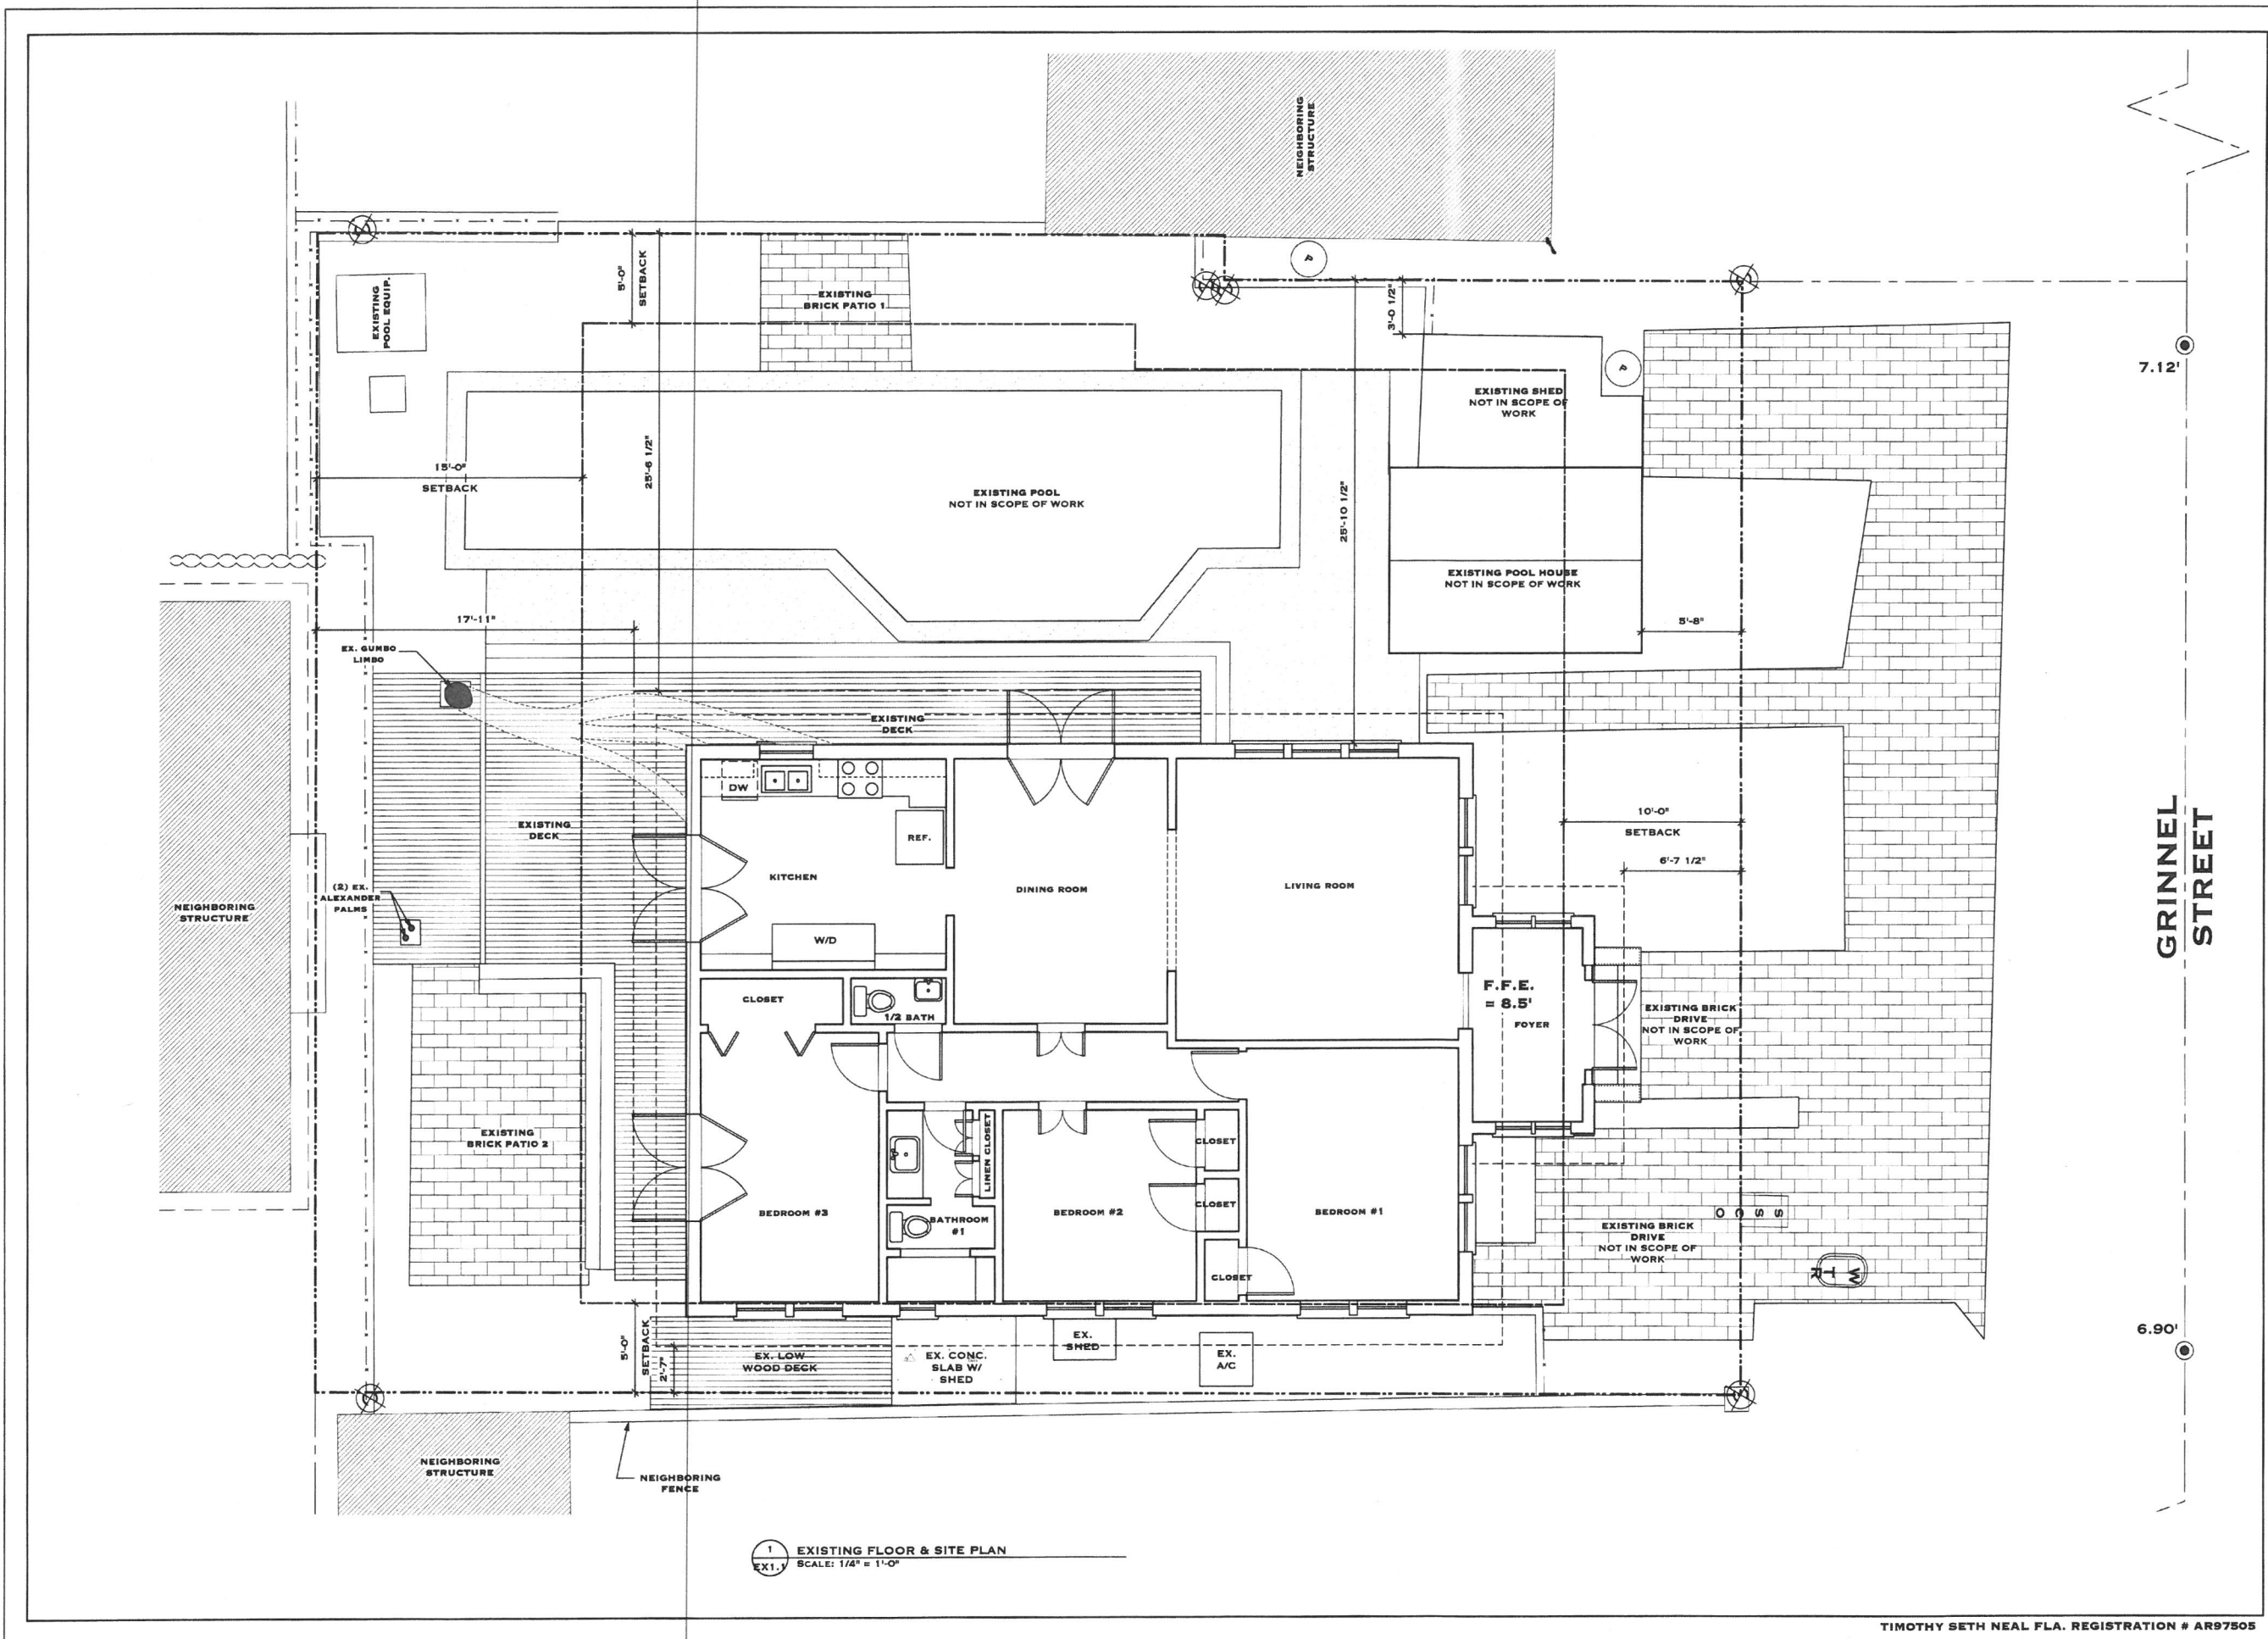 NEIGHBORING
STRUCTURE
5'-0"
SETBACK
EXISTING
BRICK PATIO 1
EXISTING
POOL EQUIP.
3'-0 1/2"
7.12'
EXISTING SHED
NOT IN SCOPE OF
WORK
15'-0"
SETBACK
25'-6 1/2"
EXISTING POOL
NOT IN SCOPE OF WORK
25'-10 1/2"
EXISTING POOL HOUSE
NOT IN SCOPE OF WORK
17'-11"
5'-8"
EX. GUMBO
LIMBO
EXISTING
DECK
DW
REF.
EXISTING
DECK
10'-0"
SETBACK
6'-7 1/2"
KITCHEN
DINING ROOM
LIVING ROOM
(2) EX.
ALEXANDER
PALMS
NEIGHBORING
STRUCTURE
W/D
GRINNEL
STREET
CLOSET
1/2 BATH
F.F.E.
= 8.5'
FOYER
EXISTING BRICK
DRIVE
NOT IN SCOPE OF
WORK
EXISTING
BRICK PATIO 2
LINEN CLOSET
CLOSET
CLOSET
BEDROOM #3
BATHROOM
#1
BEDROOM #2
BEDROOM #1
SSCO
EXISTING BRICK
DRIVE
NOT IN SCOPE OF
WORK
WTR
CLOSET
5'-0"
SETBACK
2'-7"
EX. LOW
WOOD DECK
EX. CONC.
SLAB W/
SHED
EX.
SHED
EX.
A/C
6.90'
NEIGHBORING
STRUCTURE
NEIGHBORING
FENCE
1
EX1.1
EXISTING FLOOR & SITE PLAN
SCALE: 1/4" = 1'-0"
TIMOTHY SETH NEAL FLA. REGISTRATION # AR97505